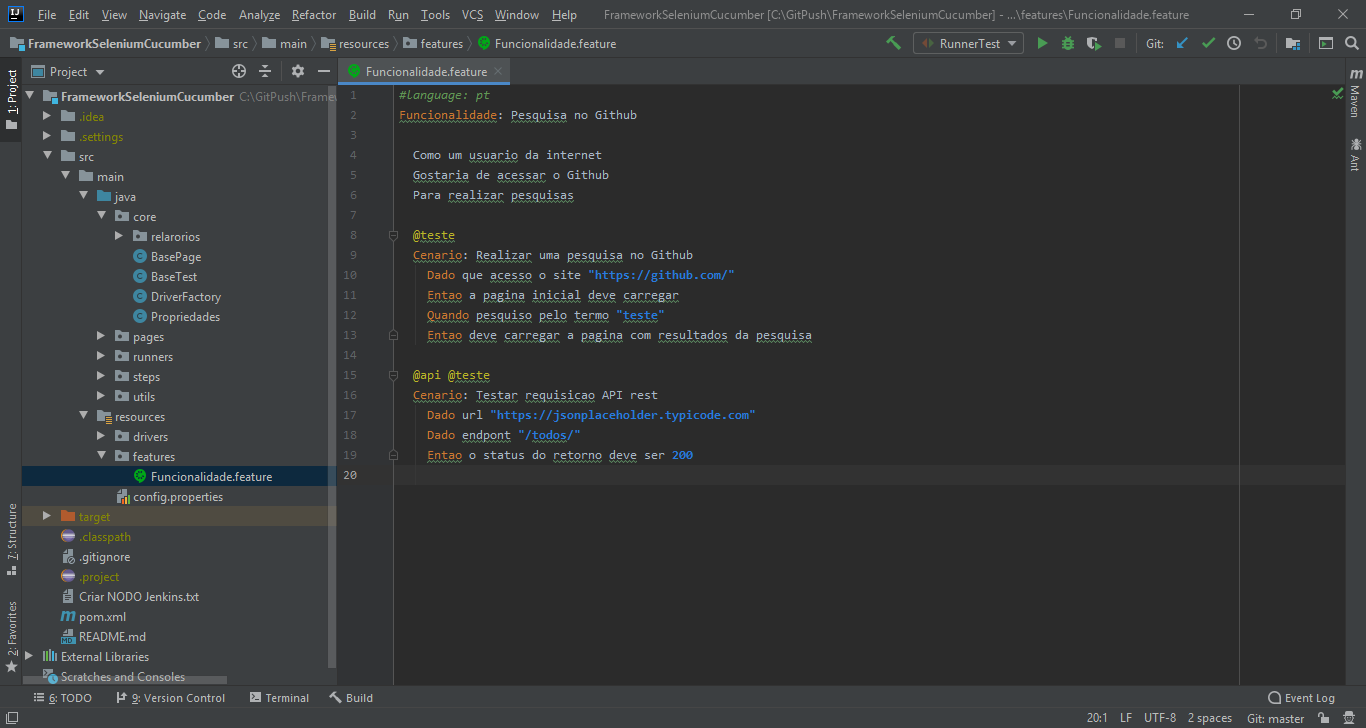 File Edit View Navigate Code Analyze Refactor Build Run Tools VCS Window Help FrameworkSeleniumCucumber [C:\GitPush\FrameworkSeleniumCucumber] - ...\features\Funcionalidade.feature
FrameworkSeleniumCucumber src main resources features Funcionalidade.feature RunnerTest Git:
Project
Funcionalidade.feature
1: Project
7: Structure
2: Favorites
FrameworkSeleniumCucumber C:\GitPush\Frame
.idea
.settings
src
main
java
core
relarorios
BasePage
BaseTest
DriverFactory
Propriedades
pages
runners
steps
utils
resources
drivers
features
Funcionalidade.feature
config.properties
target
.classpath
.gitignore
.project
Criar NODO Jenkins.txt
pom.xml
README.md
External Libraries
Scratches and Consoles
1 #language: pt
2 Funcionalidade: Pesquisa no Github
3
4 Como um usuario da internet
5 Gostaria de acessar o Github
6 Para realizar pesquisas
7
8 @teste
9 Cenario: Realizar uma pesquisa no Github
10 Dado que acesso o site "https://github.com/"
11 Entao a pagina inicial deve carregar
12 Quando pesquiso pelo termo "teste"
13 Entao deve carregar a pagina com resultados da pesquisa
14
15 @api @teste
16 Cenario: Testar requisicao API rest
17 Dado url "https://jsonplaceholder.typicode.com"
18 Dado endpont "/todos/"
19 Entao o status do retorno deve ser 200
20
Maven
Ant
6: TODO 9: Version Control Terminal Build Event Log
20:1 LF UTF-8 2 spaces Git: master